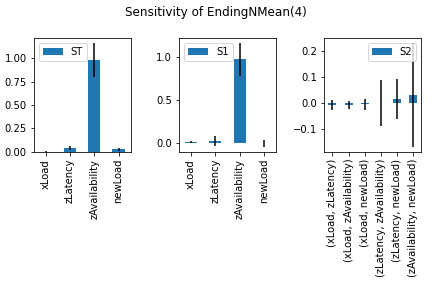 Sensitivity of EndingNMean(4)
ST
1.00
0.75
0.50
0.25
0.00
xLoad
zLatency
zAvailability
newLoad
S1
1.0
0.5
0.0
xLoad
zLatency
zAvailability
newLoad
S2
0.2
0.1
0.0
−0.1
(xLoad, zLatency)
(xLoad, zAvailability)
(xLoad, newLoad)
(zLatency, zAvailability)
(zLatency, newLoad)
(zAvailability, newLoad)